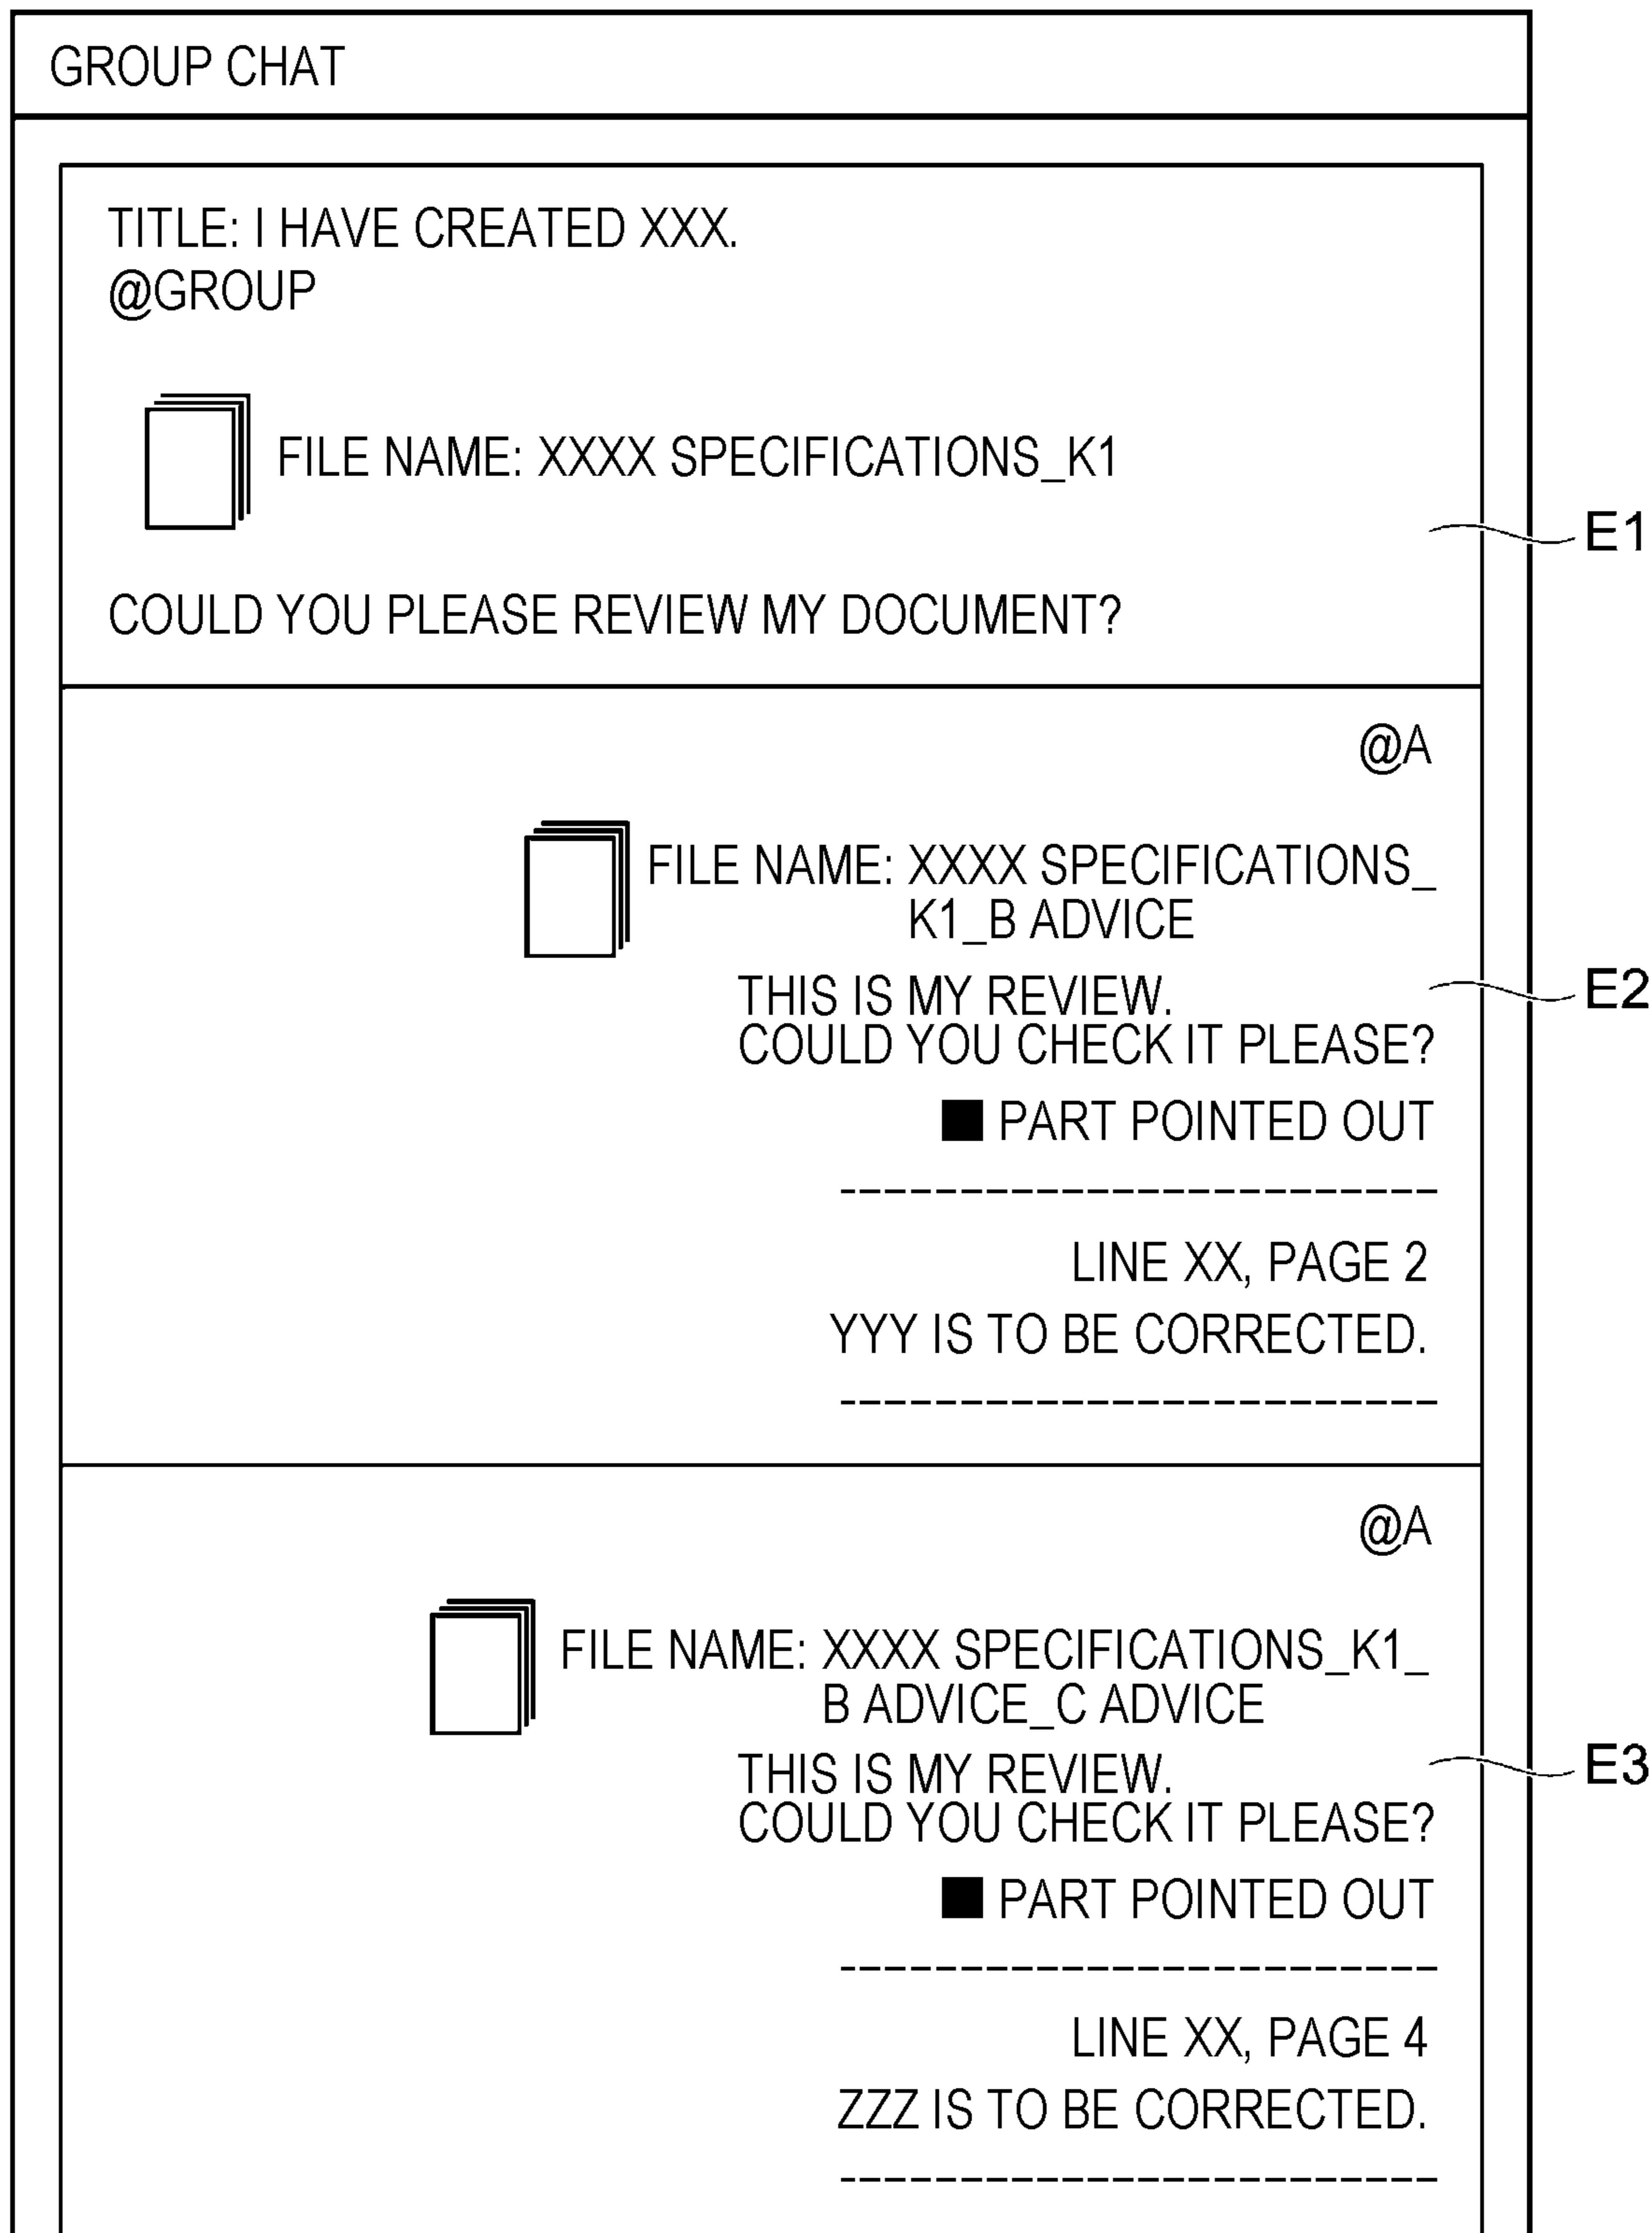 GROUP CHAT
TITLE: I HAVE CREATED XXX.
@GROUP
FILE NAME: XXXX SPECIFICATIONS_K1
E1
COULD YOU PLEASE REVIEW MY DOCUMENT?
@A
FILE NAME: XXXX SPECIFICATIONS_
K1_B ADVICE
THIS IS MY REVIEW.
E2
COULD YOU CHECK IT PLEASE?
■ PART POINTED OUT
LINE XX, PAGE 2
YYY IS TO BE CORRECTED.
@A
FILE NAME: XXXX SPECIFICATIONS_K1_
B ADVICE_C ADVICE
THIS IS MY REVIEW.
E3
COULD YOU CHECK IT PLEASE?
■ PART POINTED OUT
LINE XX, PAGE 4
ZZZ IS TO BE CORRECTED.